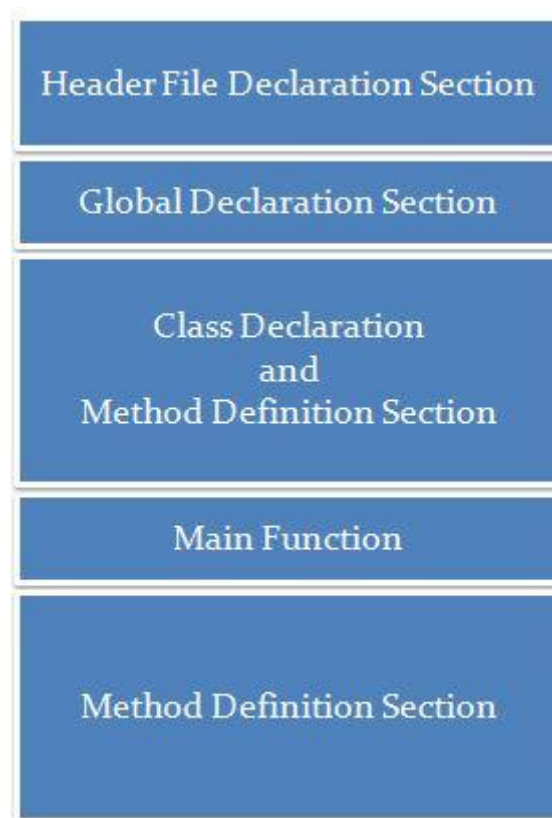 Header File Declaration Section
Global Declaration Section
Class Declaration
and
Method Definition Section
Main Function
Method Definition Section